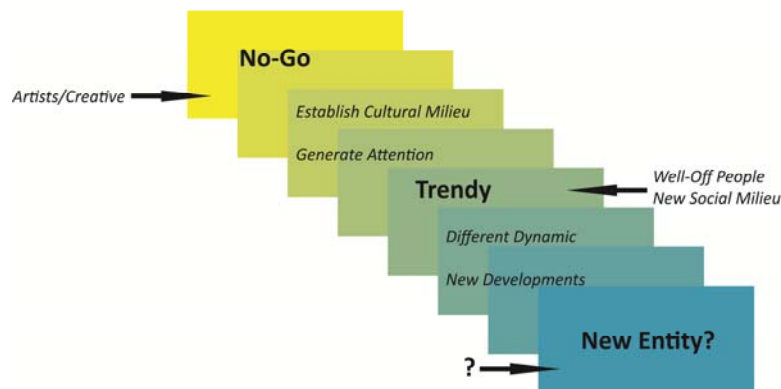 No-Go
Artists/Creative
Establish Cultural Milieu
Generate Attention
Trendy
Well-Off People
New Social Milieu
Different Dynamic
New Developments
New Entity?
?